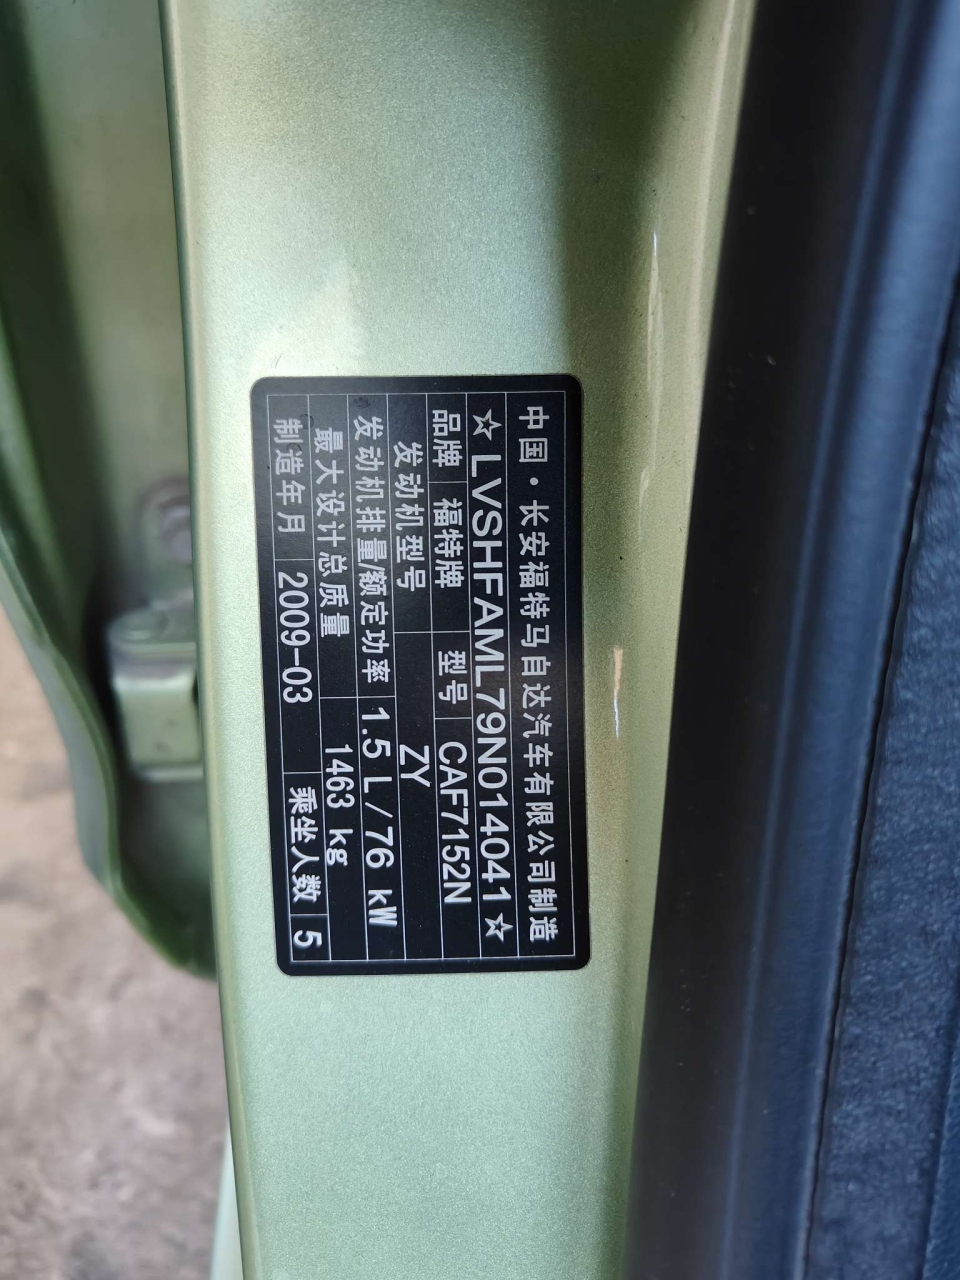 中国·长安福特马自达汽车有限公司制造
☆LVSHFAML79N014041☆
品牌 福特牌 型号 CAF7152N
发动机型号 ZY
发动机排量/额定功率 1.5L/76 kW
最大设计总质量 1463 kg
制造年月 2009-03 乘坐人数 5